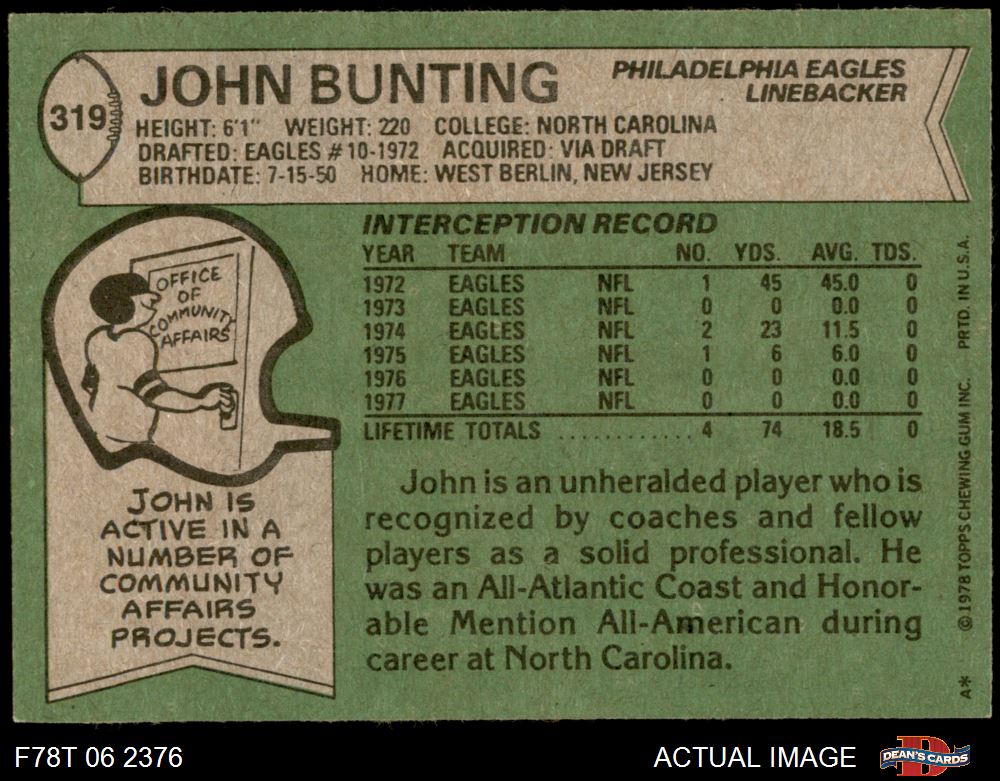 319
JOHN BUNTING
PHILADELPHIA EAGLES
LINEBACKER
HEIGHT: 6'1" WEIGHT: 220 COLLEGE: NORTH CAROLINA
DRAFTED: EAGLES #10-1972 ACQUIRED: VIA DRAFT
BIRTHDATE: 7-15-50 HOME: WEST BERLIN, NEW JERSEY
OFFICE
OF
COMMUNITY
AFFAIRS
JOHN IS
ACTIVE IN A
NUMBER OF
COMMUNITY
AFFAIRS
PROJECTS.
INTERCEPTION RECORD
YEAR TEAM NO. YDS. AVG. TDS.
1972 EAGLES NFL 1 45 45.0 0
1973 EAGLES NFL 0 0 0.0 0
1974 EAGLES NFL 2 23 11.5 0
1975 EAGLES NFL 1 6 6.0 0
1976 EAGLES NFL 0 0 0.0 0
1977 EAGLES NFL 0 0 0.0 0
LIFETIME TOTALS ............ 4 74 18.5 0
John is an unheralded player who is
recognized by coaches and fellow
players as a solid professional. He
was an All-Atlantic Coast and Honor-
able Mention All-American during
career at North Carolina.
A* ©1978 TOPPS CHEWING GUM INC. PRTD. IN U.S.A.
F78T 06 2376
ACTUAL IMAGE
DEAN'S CARDS